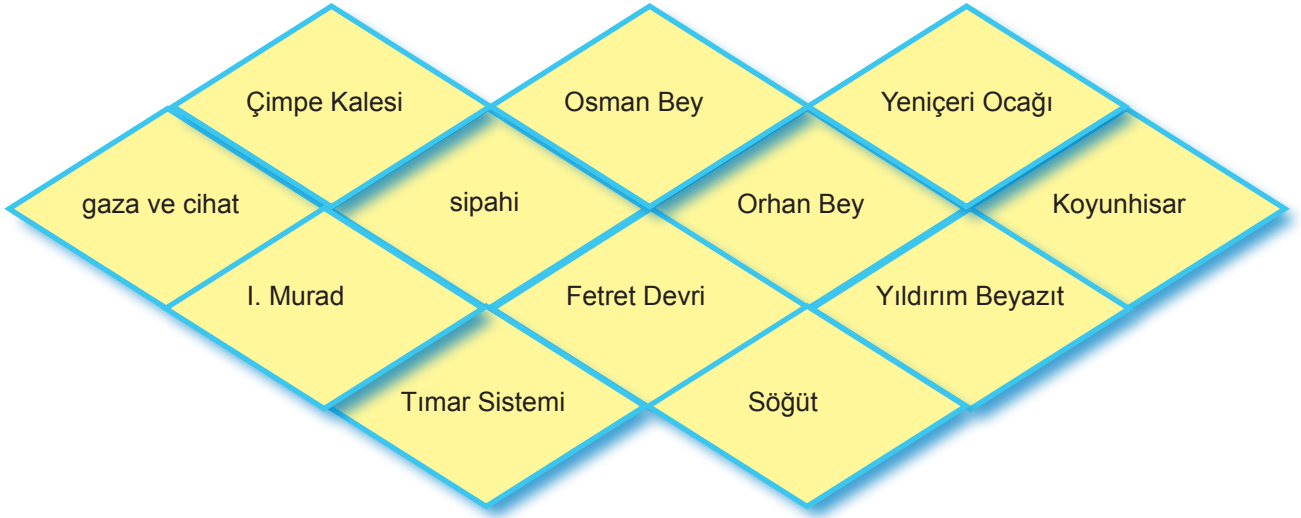 Çimpe Kalesi
Osman Bey
Yeniçeri Ocağı
gaza ve cihat
sipahi
Orhan Bey
Koyunhisar
I. Murad
Fetret Devri
Yıldırım Beyazıt
Tımar Sistemi
Söğüt